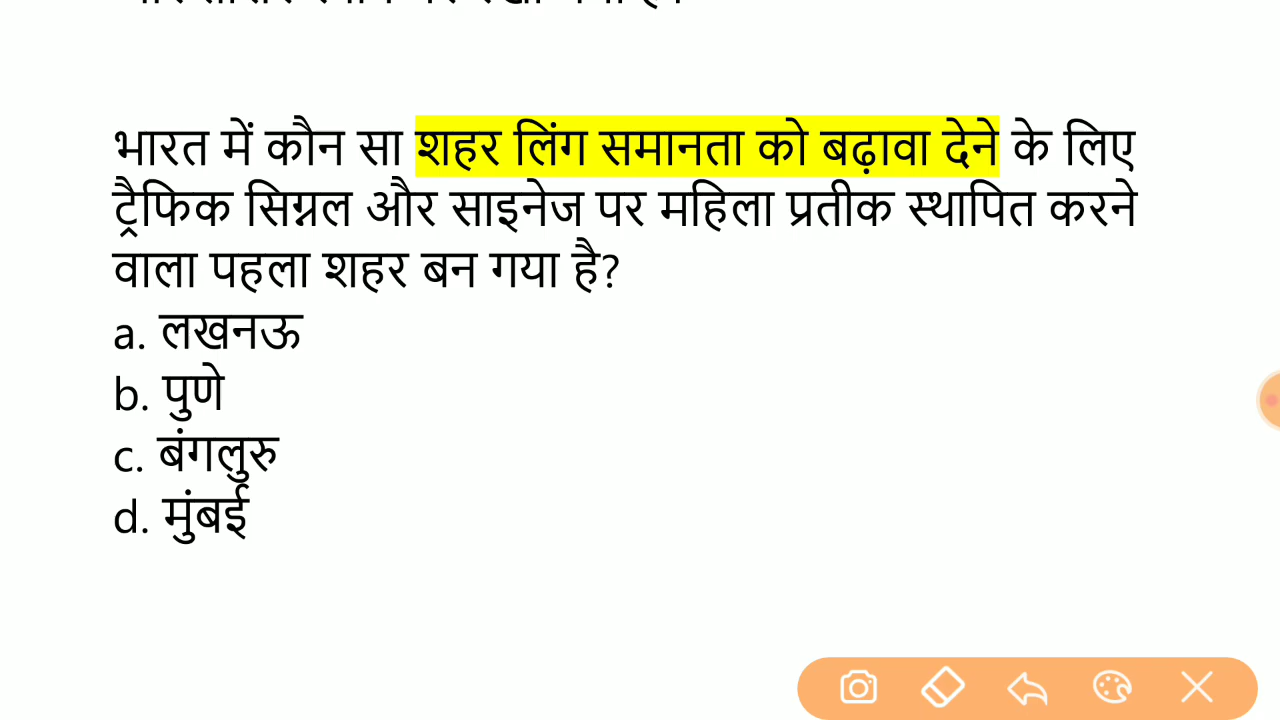 भारत में कौन सा शहर लिंग समानता को बढ़ावा देने के लिए
ट्रैफिक सिग्नल और साइनेज पर महिला प्रतीक स्थापित करने
वाला पहला शहर बन गया है?
a. लखनऊ
b. पुणे
c. बंगलुरु
d. मुंबई